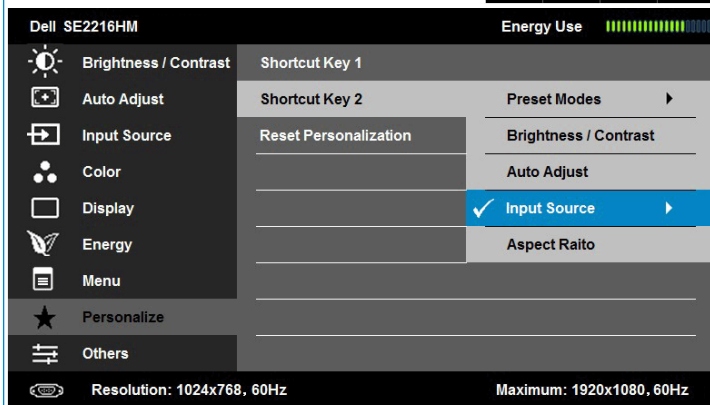 Dell SE2216HM Energy Use
Brightness / Contrast Shortcut Key 1
Auto Adjust Shortcut Key 2 Preset Modes
Input Source Reset Personalization Brightness / Contrast
Color Auto Adjust
Display Input Source
Energy Aspect Raito
Menu
Personalize
Others
Resolution: 1024x768, 60Hz Maximum: 1920x1080, 60Hz